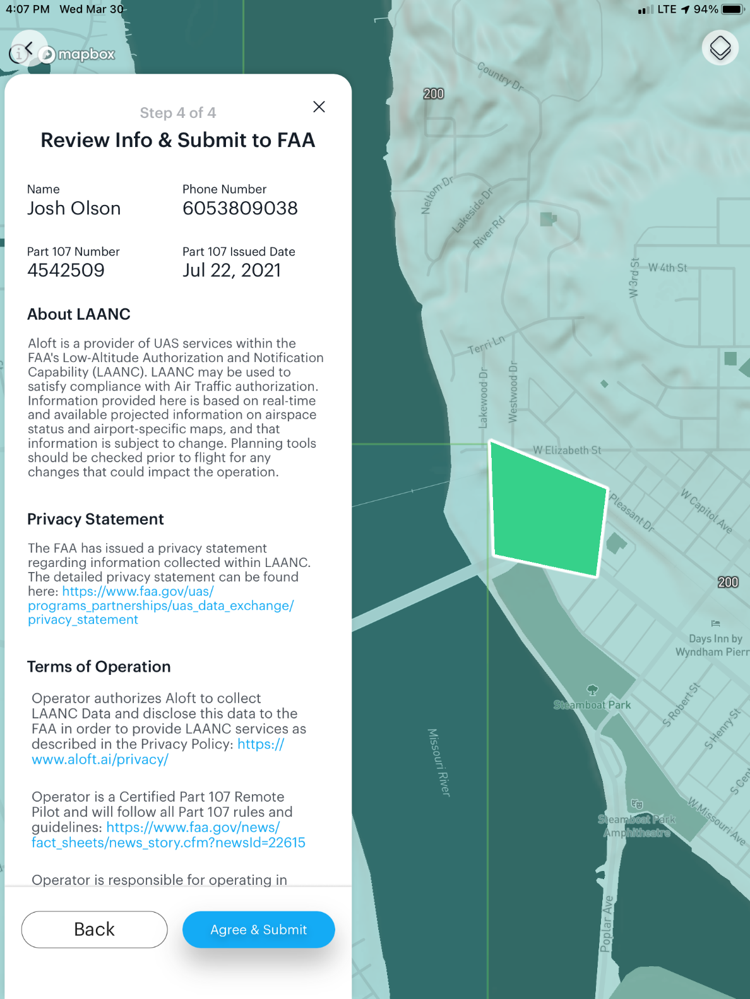 4:07 PM Wed Mar 30
LTE 94%
mapbox
Step 4 of 4
Review Info & Submit to FAA
Name
Josh Olson
Phone Number
6053809038
Part 107 Number
4542509
Part 107 Issued Date
Jul 22, 2021
About LAANC
Aloft is a provider of UAS services within the
FAA's Low-Altitude Authorization and Notification
Capability (LAANC). LAANC may be used to
satisfy compliance with Air Traffic authorization.
Information provided here is based on real-time
and available projected information on airspace
status and airport-specific maps, and that
information is subject to change. Planning tools
should be checked prior to flight for any
changes that could impact the operation.
Privacy Statement
The FAA has issued a privacy statement
regarding information collected within LAANC.
The detailed privacy statement can be found
here: https://www.faa.gov/uas/
programs_partnerships/uas_data_exchange/
privacy_statement
Terms of Operation
Operator authorizes Aloft to collect
LAANC Data and disclose this data to the
FAA in order to provide LAANC services as
described in the Privacy Policy: https://
www.aloft.ai/privacy/
Operator is a Certified Part 107 Remote
Pilot and will follow all Part 107 rules and
guidelines: https://www.faa.gov/news/
fact_sheets/news_story.cfm?newsId=22615
Operator is responsible for operating in
Back
Agree & Submit
Country Dr
200
Neltom Dr
Lakeside Dr
River Rd
W 3rd St
W 4th St
Terri Ln
Lakewood Dr
Westwood Dr
W Elizabeth St
Pleasant Dr
W Capitol Ave
200
Days Inn by
Wyndham Pierr
Steamboat Park
S Robert St
S Henry St
S Cent
Missouri River
W Missouri Ave
Steamboat Park
Amphitheatre
Poplar Ave